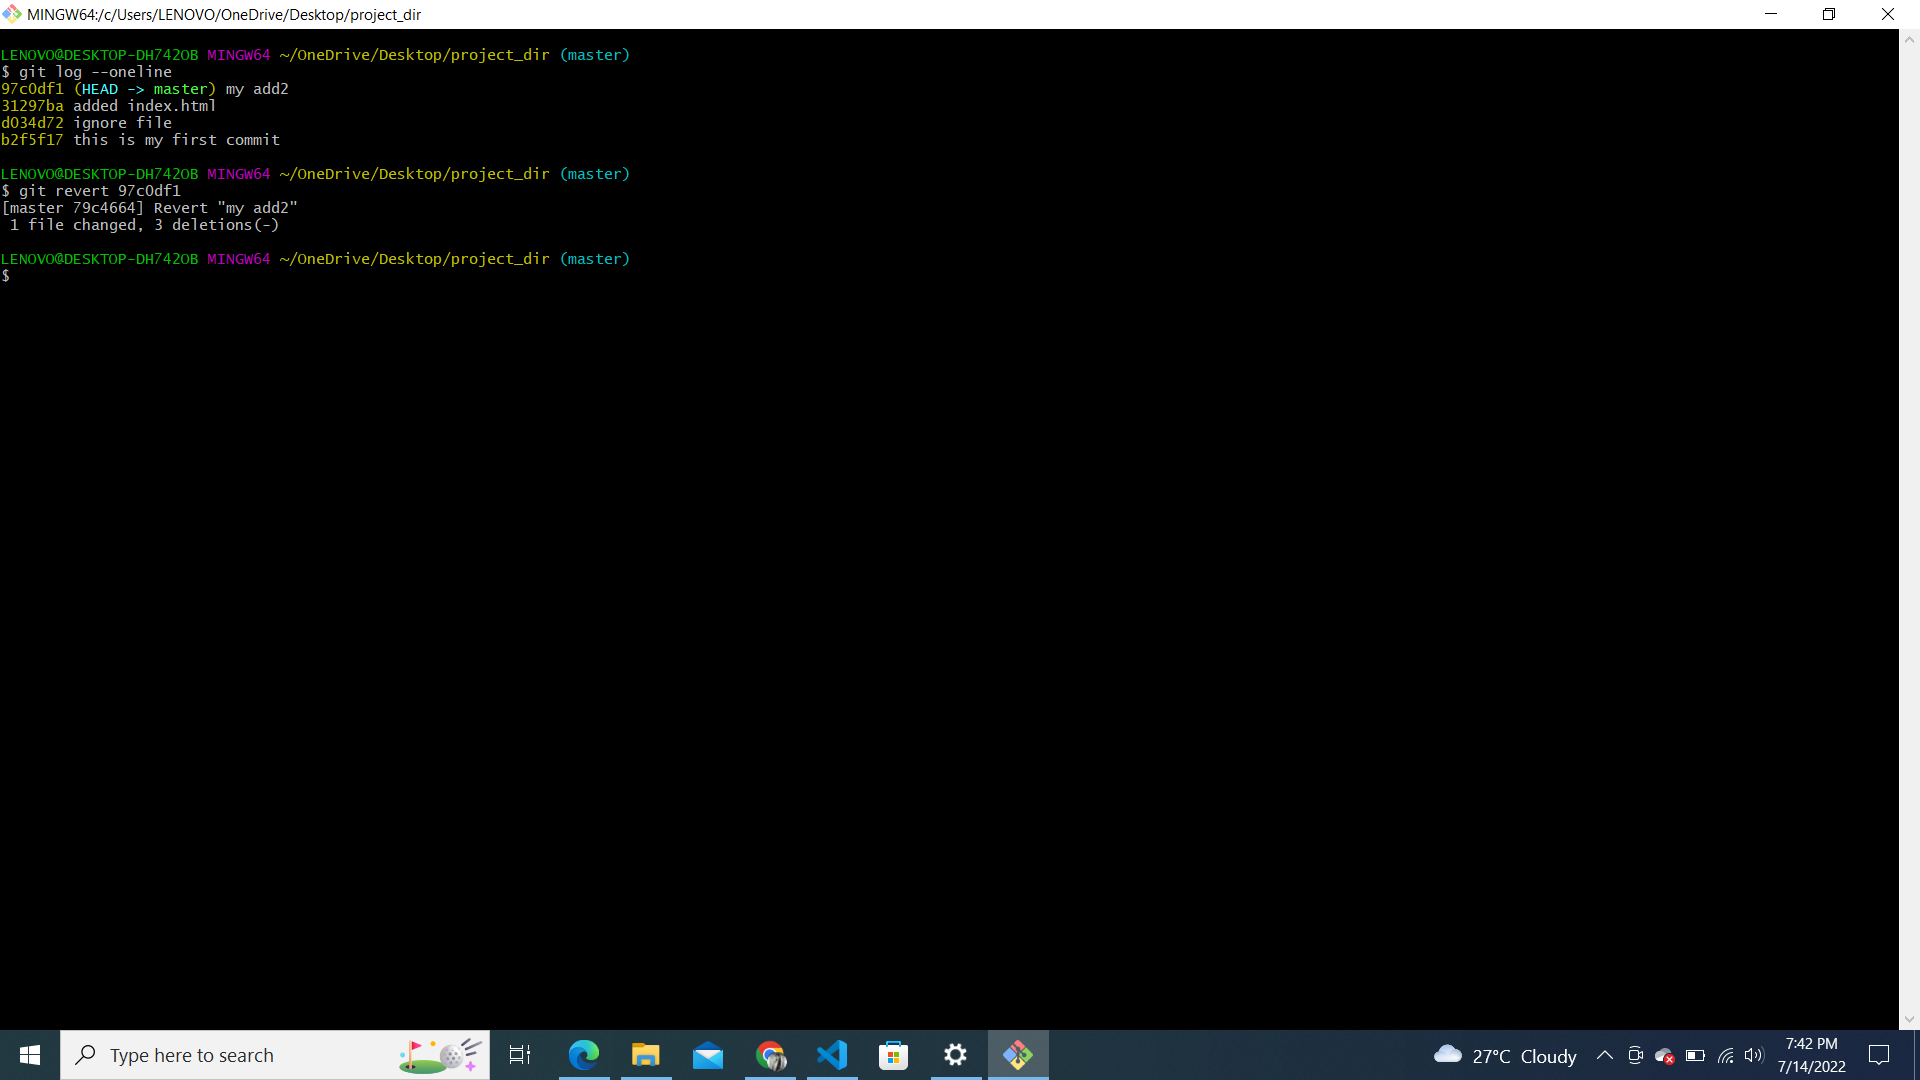 MINGW64:/c/Users/LENOVO/OneDrive/Desktop/project_dir
LENOVO@DESKTOP-DH742OB MINGW64 ~/OneDrive/Desktop/project_dir (master)
$ git log --oneline
97c0df1 (HEAD -> master) my add2
31297ba added index.html
d034d72 ignore file
b2f5f17 this is my first commit
LENOVO@DESKTOP-DH742OB MINGW64 ~/OneDrive/Desktop/project_dir (master)
$ git revert 97c0df1
[master 79c4664] Revert "my add2"
1 file changed, 3 deletions(-)
LENOVO@DESKTOP-DH742OB MINGW64 ~/OneDrive/Desktop/project_dir (master)
$
Type here to search
27°C Cloudy
7:42 PM
7/14/2022